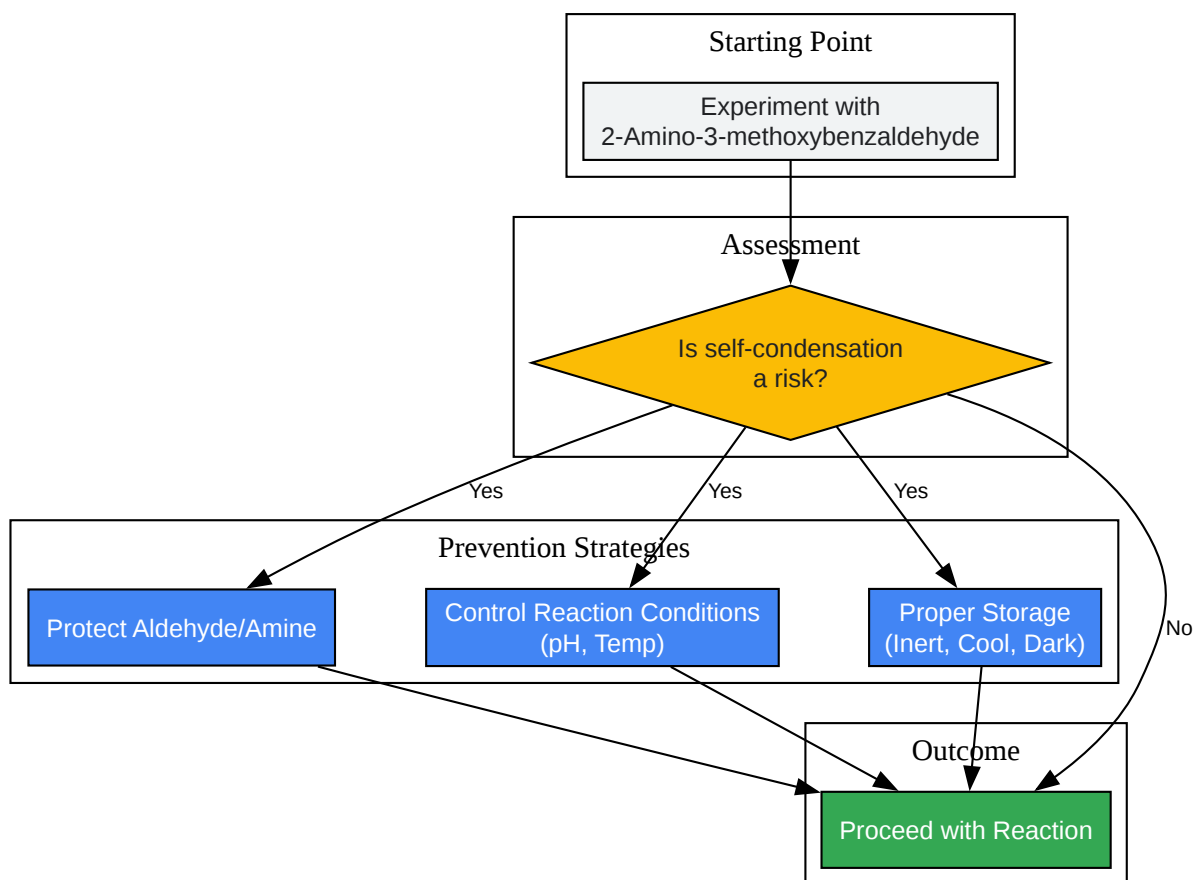 Starting Point
Experiment with
2-Amino-3-methoxybenzaldehyde
Assessment
Is self-condensation
a risk?
Yes
Yes
Yes
Prevention Strategies
Protect Aldehyde/Amine
Control Reaction Conditions
(pH, Temp)
Proper Storage
(Inert, Cool, Dark)
No
Outcome
Proceed with Reaction